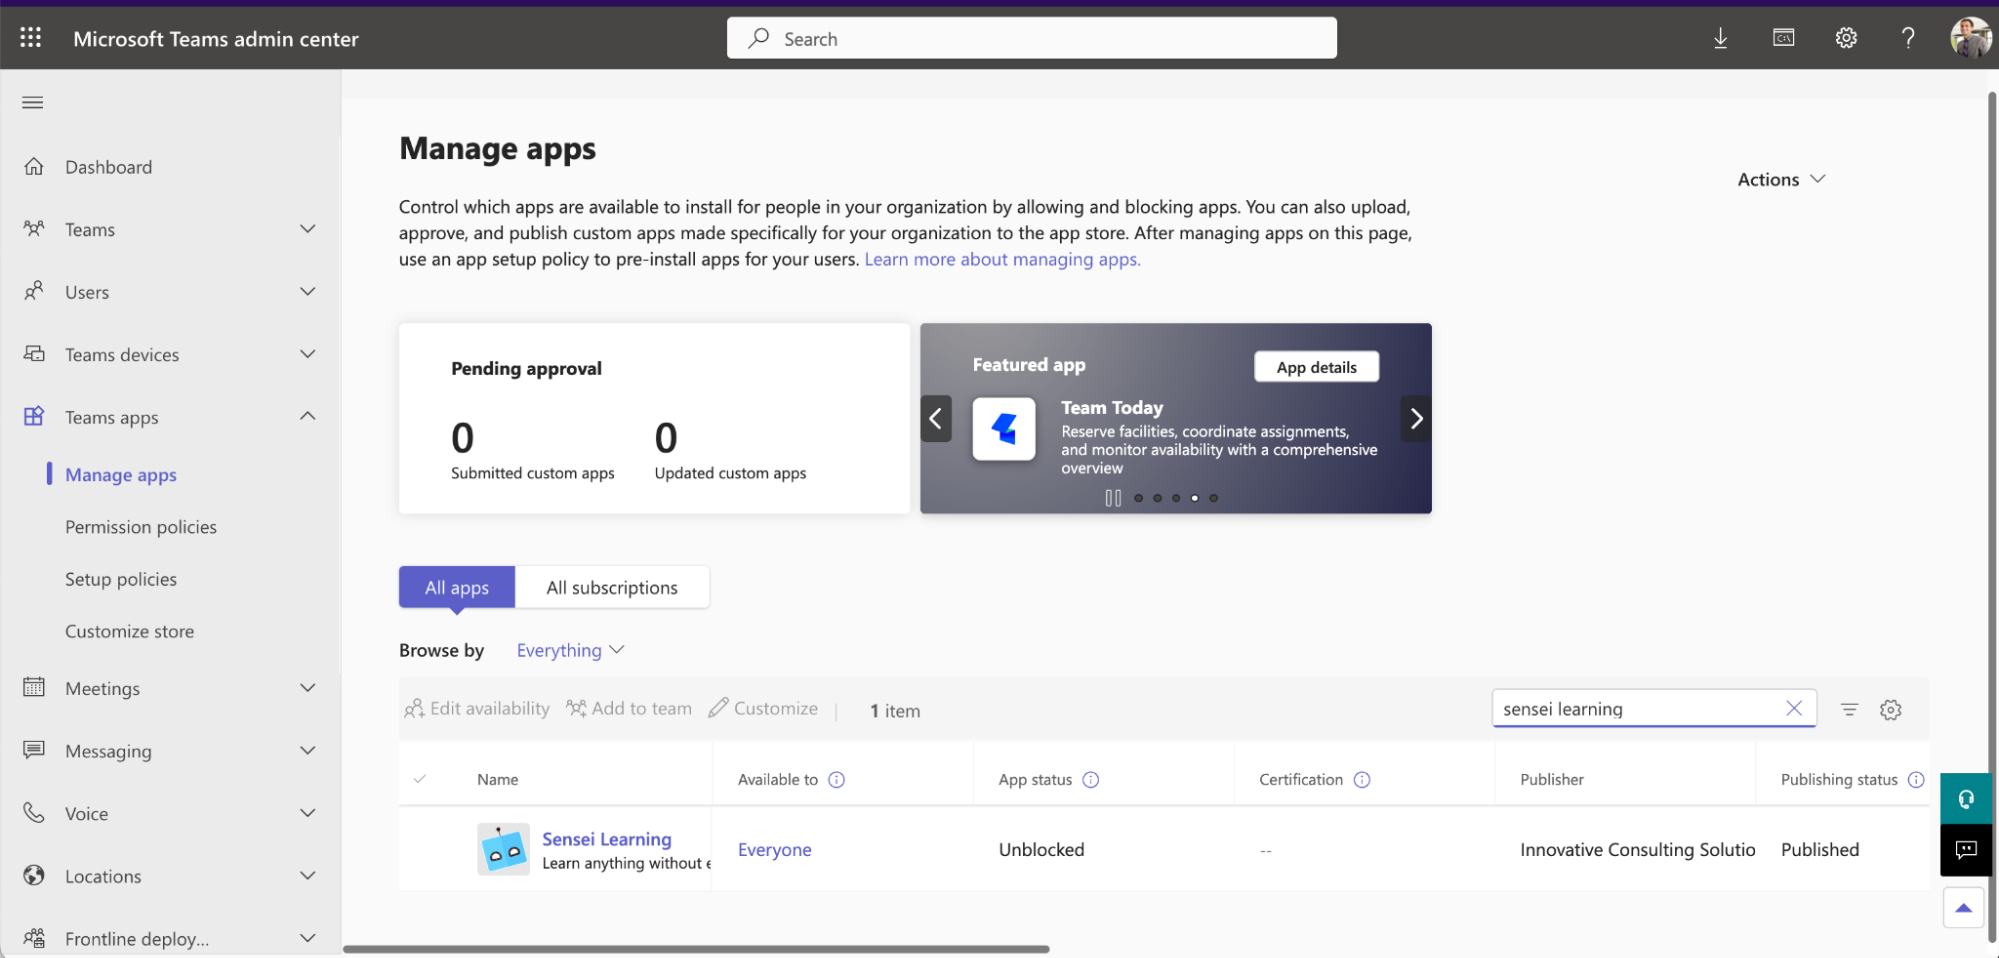 Microsoft Teams admin center
Search
Dashboard
Teams
Users
Teams devices
Teams apps
Manage apps
Permission policies
Setup policies
Customize store
Meetings
Messaging
Voice
Locations
Frontline deploy...
Manage apps
Actions
Control which apps are available to install for people in your organization by allowing and blocking apps. You can also upload,
approve, and publish custom apps made specifically for your organization to the app store. After managing apps on this page,
use an app setup policy to pre-install apps for your users. Learn more about managing apps.
Pending approval
0
Submitted custom apps
0
Updated custom apps
Featured app
App details
Team Today
Reserve facilities, coordinate assignments,
and monitor availability with a comprehensive
overview
All apps
All subscriptions
Browse by Everything
Edit availability Add to team Customize | 1 item
sensei learning
Name Available to App status Certification Publisher Publishing status
Sensei Learning
Learn anything without e
Everyone
Unblocked
--
Innovative Consulting Solutio
Published